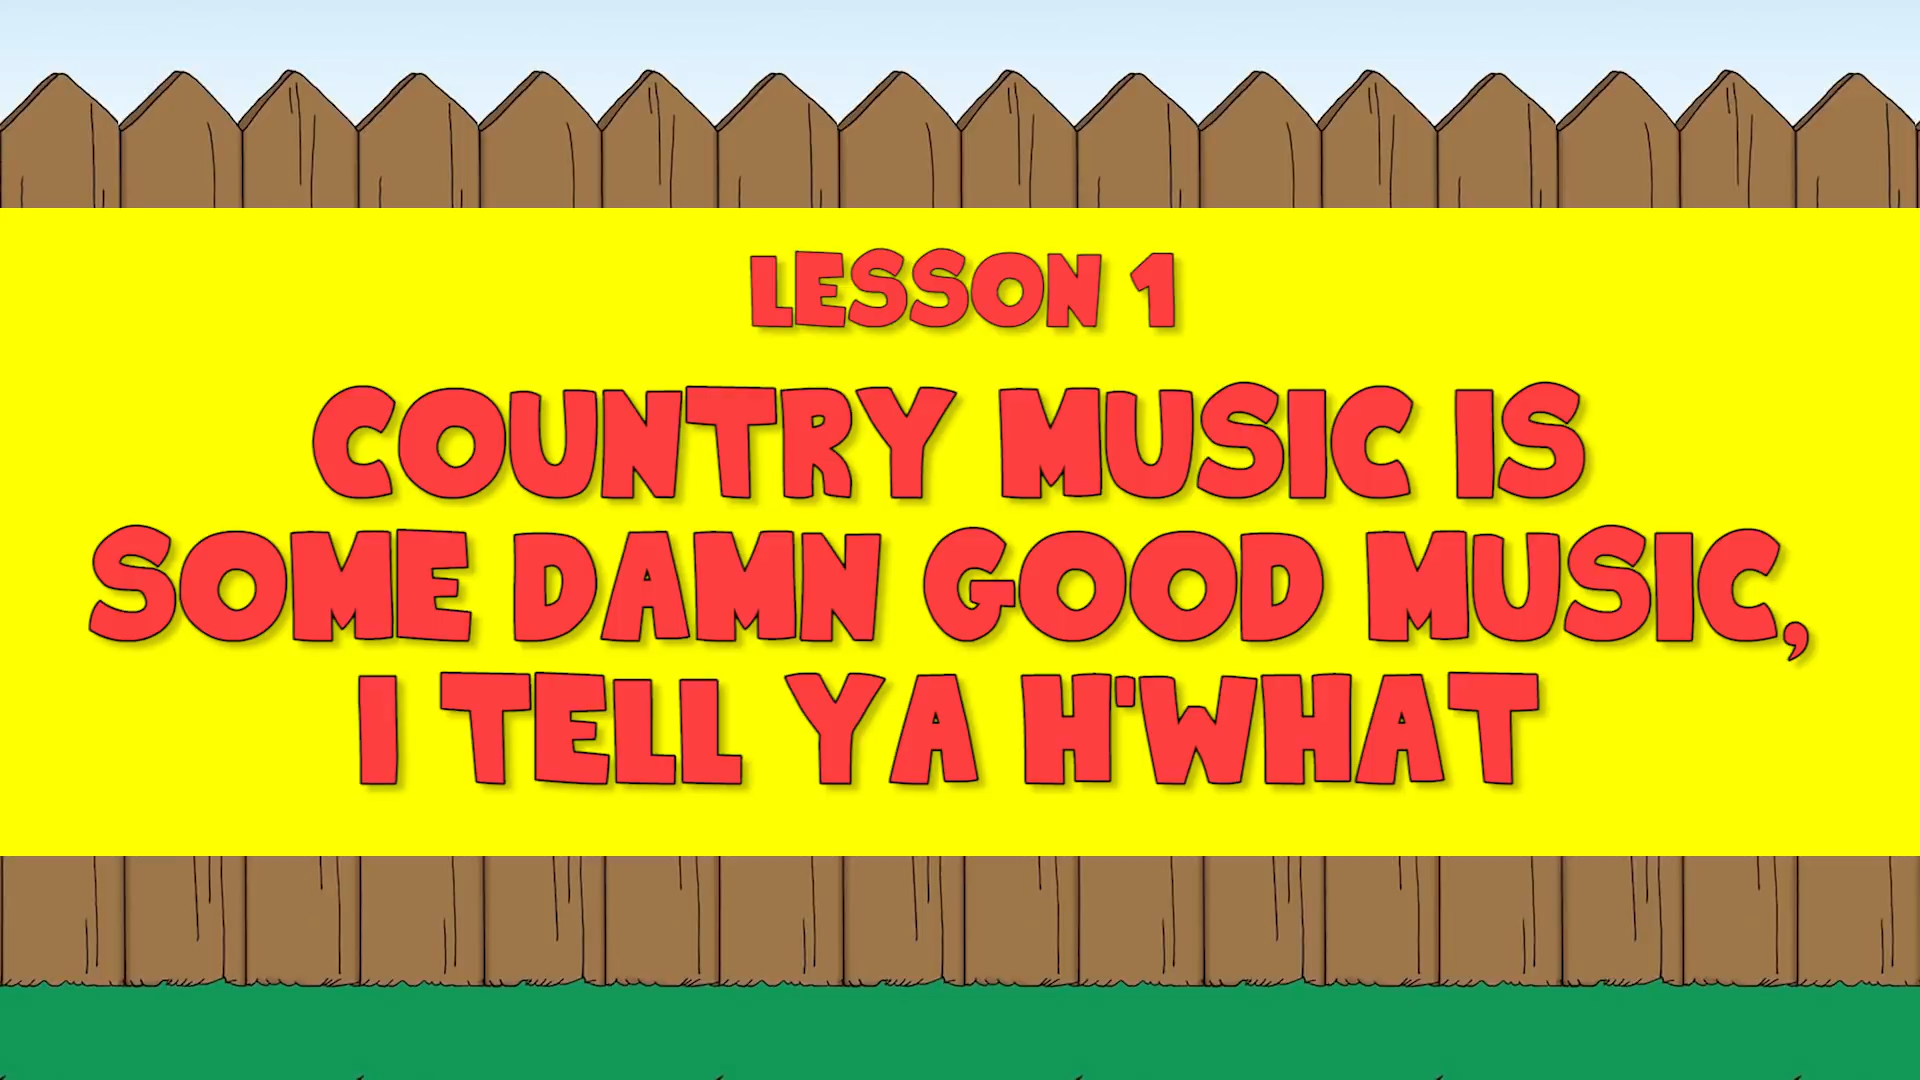 LESSON 1
COUNTRY MUSIC IS
SOME DAMN GOOD MUSIC,
I TELL YA H'WHAT